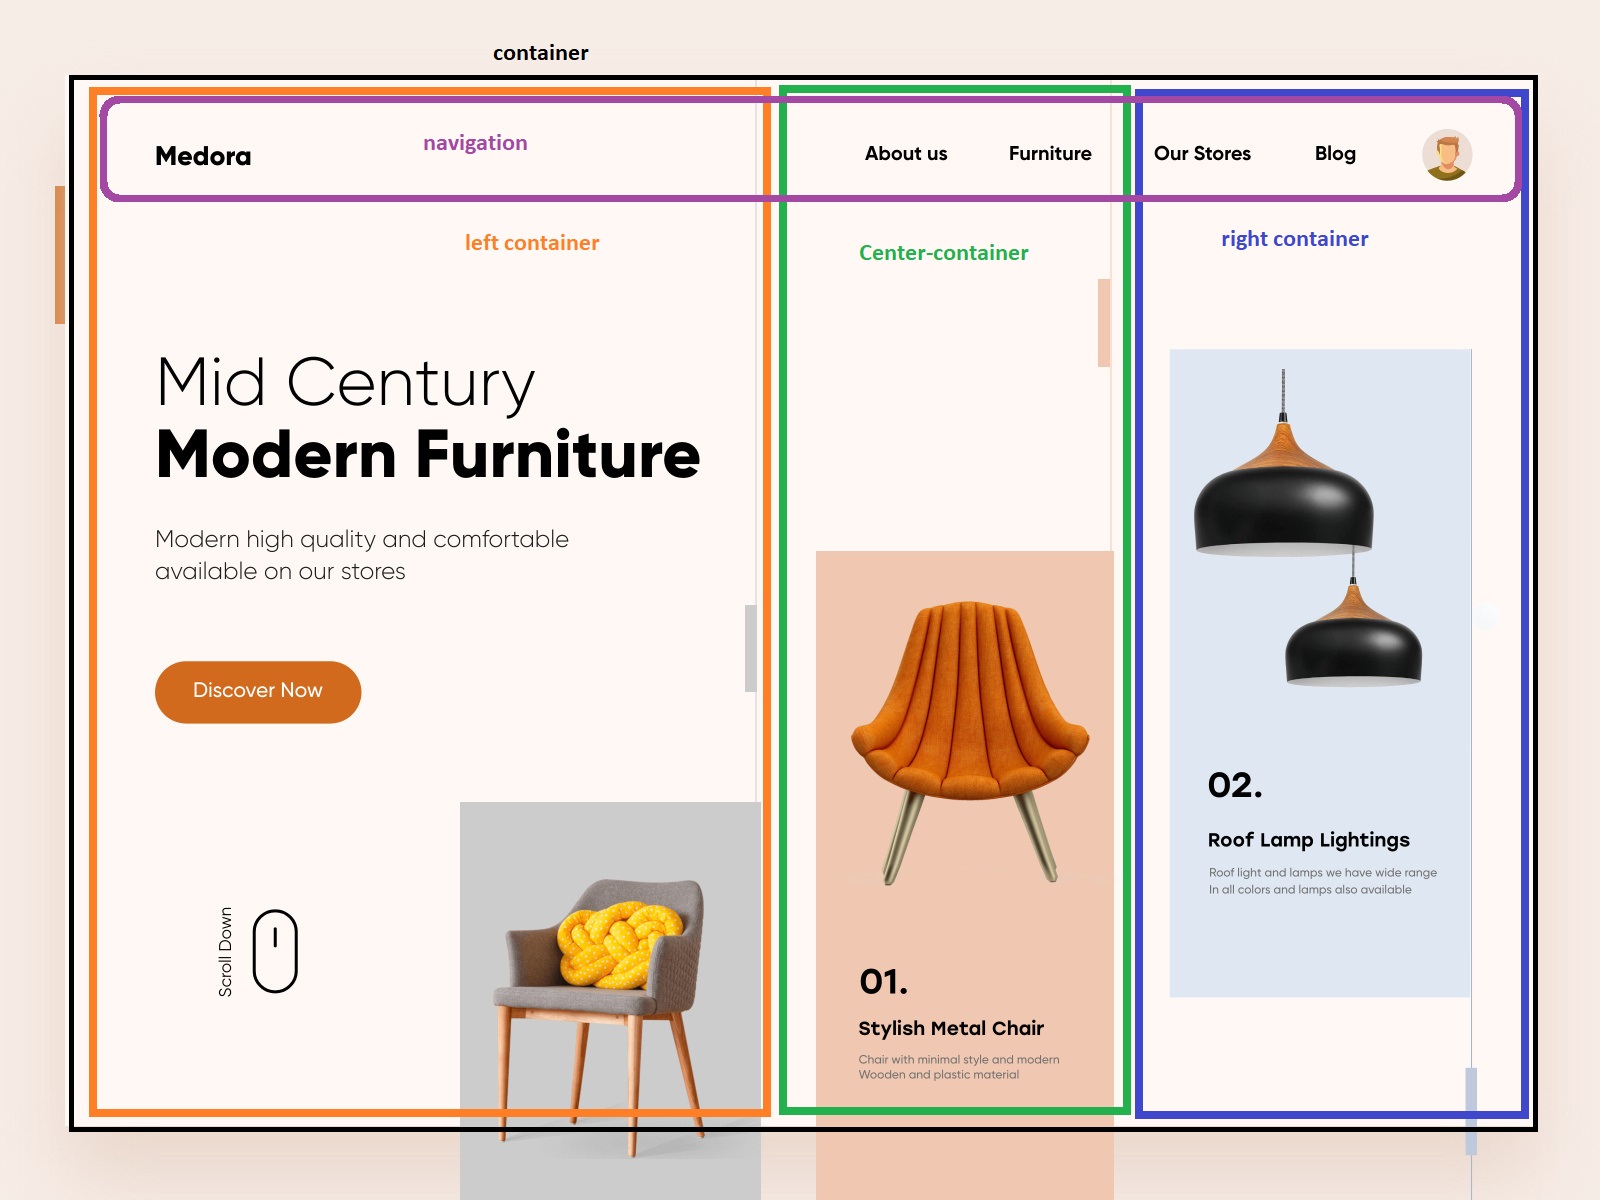 container
Medora
navigation
About us
Furniture
Our Stores
Blog
left container
Center-container
right container
Mid Century
Modern Furniture
Modern high quality and comfortable
available on our stores
Discover Now
Scroll Down
01.
Stylish Metal Chair
Chair with minimal style and modern
Wooden and plastic material
02.
Roof Lamp Lightings
Roof light and lamps we have wide range
In all colors and lamps also available